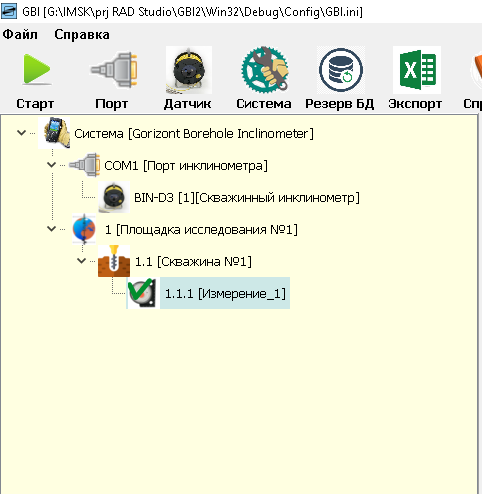 GBI [G:\IMSK\prj RAD Studio\GBI2\Win32\Debug\Config\GBI.ini]
Файл Справка
Старт Порт Датчик Система Резерв БД Экспорт Спр
Система [Gorizont Borehole Inclinometer]
COM1 [Порт инклинометра]
BIN-D3 [1][Скважинный инклинометр]
1 [Площадка исследования №1]
1.1 [Скважина №1]
1.1.1 [Измерение_1]